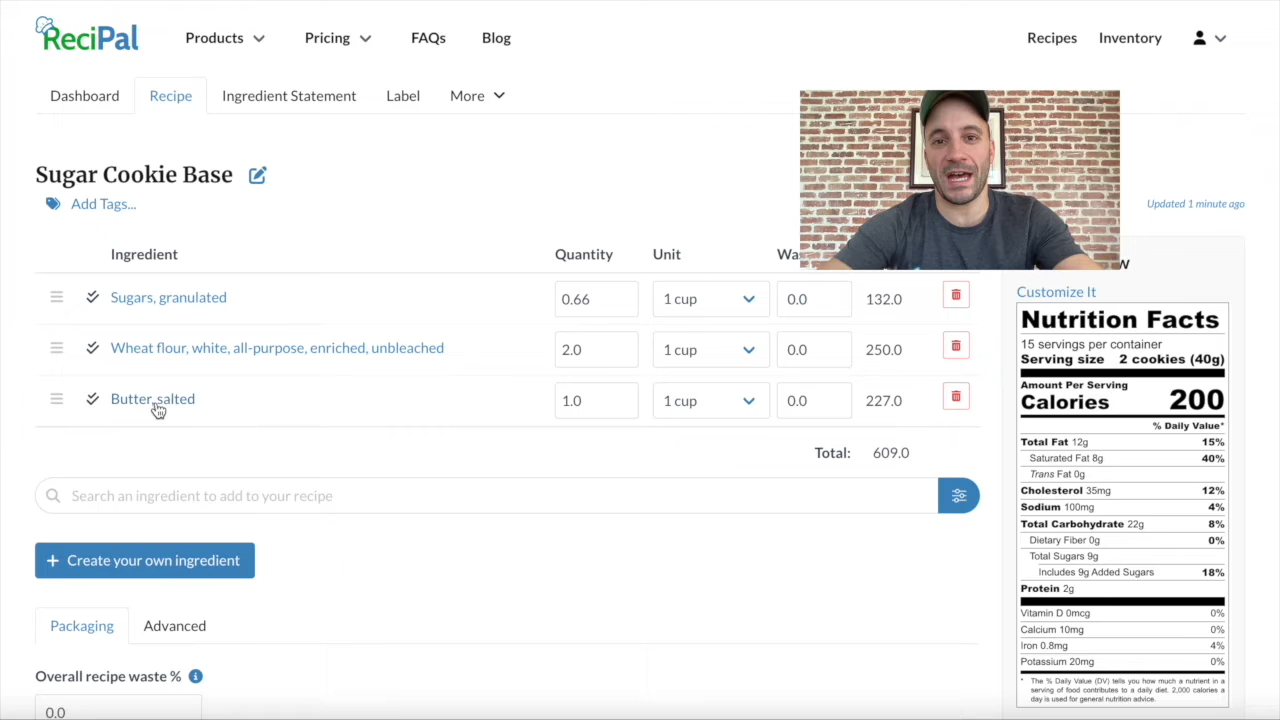 ReciPal
Products
Pricing
FAQs
Blog
Recipes
Inventory
Dashboard
Recipe
Ingredient Statement
Label
More
Sugar Cookie Base
Add Tags...
Updated 1 minute ago
Ingredient
Quantity
Unit
Wa
Sugars, granulated
0.66
1 cup
0.0
132.0
Wheat flour, white, all-purpose, enriched, unbleached
2.0
1 cup
0.0
250.0
Butter, salted
1.0
1 cup
0.0
227.0
Total: 609.0
Search an ingredient to add to your recipe
+ Create your own ingredient
Packaging
Advanced
Overall recipe waste %
0.0
w
Customize It
Nutrition Facts
15 servings per container
Serving size 2 cookies (40g)
Amount Per Serving
Calories 200
% Daily Value*
Total Fat 12g 15%
Saturated Fat 8g 40%
Trans Fat 0g
Cholesterol 35mg 12%
Sodium 100mg 4%
Total Carbohydrate 22g 8%
Dietary Fiber 0g 0%
Total Sugars 9g
Includes 9g Added Sugars 18%
Protein 2g
Vitamin D 0mcg 0%
Calcium 10mg 0%
Iron 0.8mg 4%
Potassium 20mg 0%
* The % Daily Value (DV) tells you how much a nutrient in a
serving of food contributes to a daily diet. 2,000 calories a
day is used for general nutrition advice.